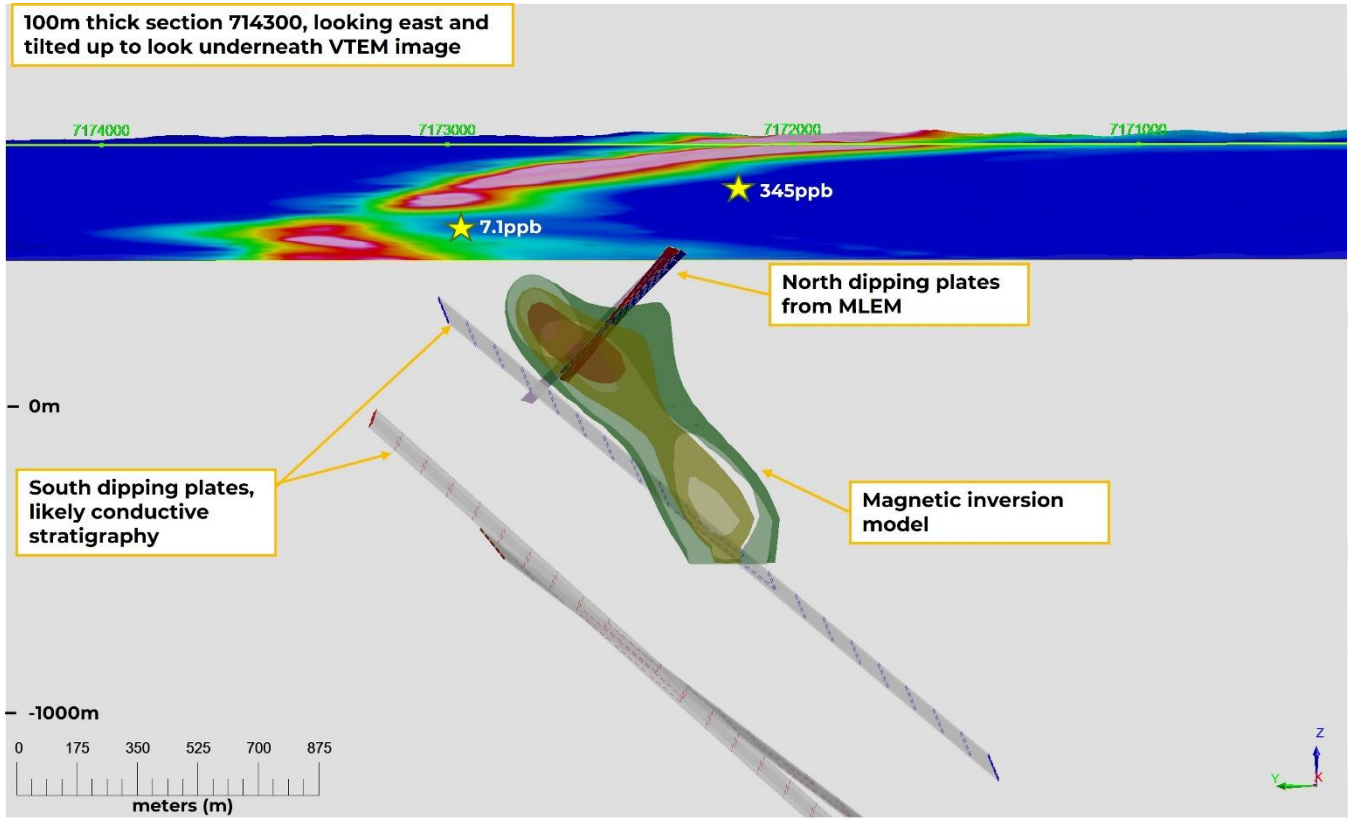 100m thick section 714300, looking east and
tilted up to look underneath VTEM image
7174000
7173000
7172000
7171000
345ppb
7.1ppb
North dipping plates
from MLEM
0m
South dipping plates,
likely conductive
stratigraphy
Magnetic inversion
model
-1000m
0 175 350 525 700 875
meters (m)
Z
Y
X